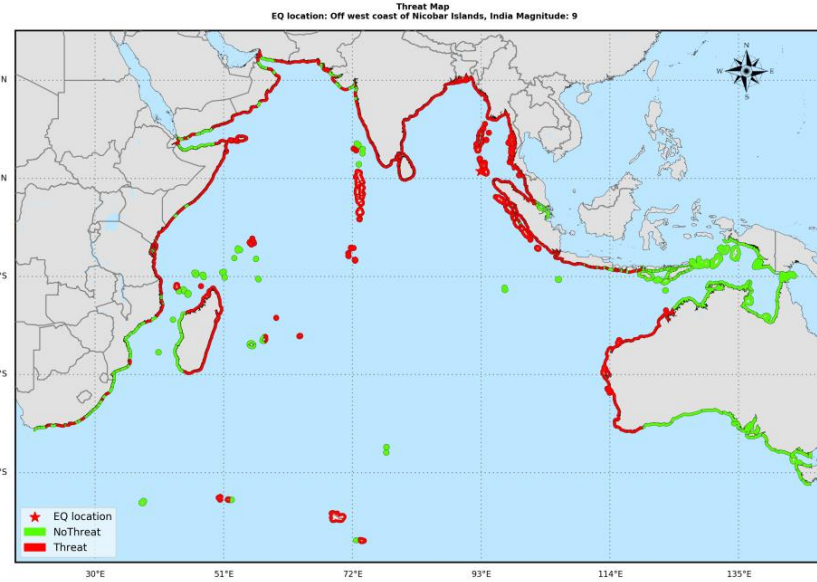 Threat Map
EQ location: Off west coast of Nicobar Islands, India Magnitude: 9
N
W
E
S
N
N
°S
°S
°S
EQ location
NoThreat
Threat
30°E
51°E
72°E
93°E
114°E
135°E